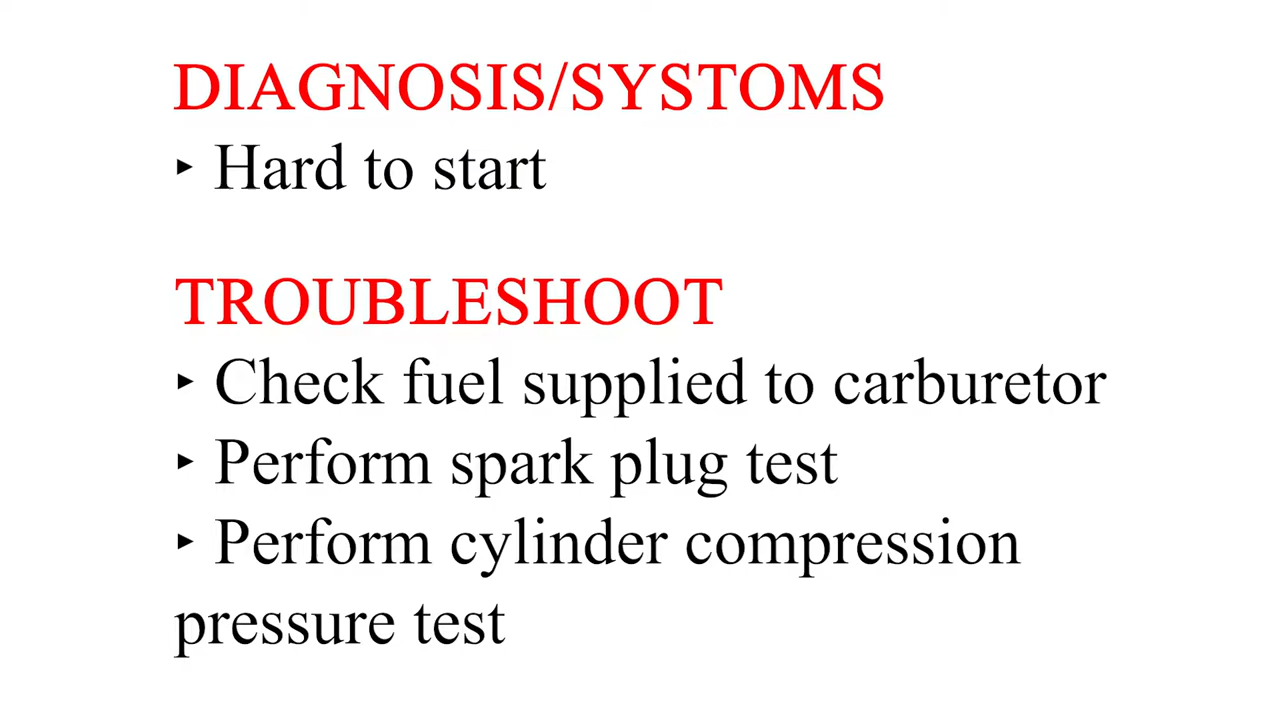 DIAGNOSIS/SYSTOMS
‣ Hard to start
TROUBLESHOOT
‣ Check fuel supplied to carburetor
‣ Perform spark plug test
‣ Perform cylinder compression
pressure test